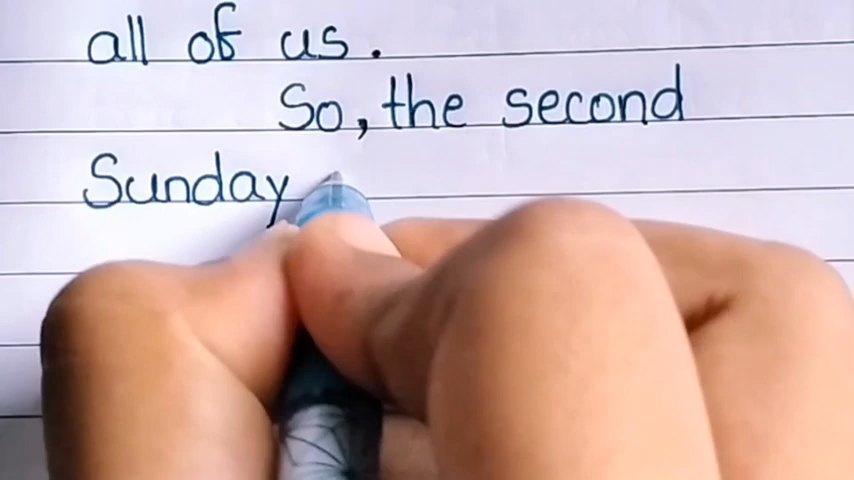 all of us.
So, the second
Sunday